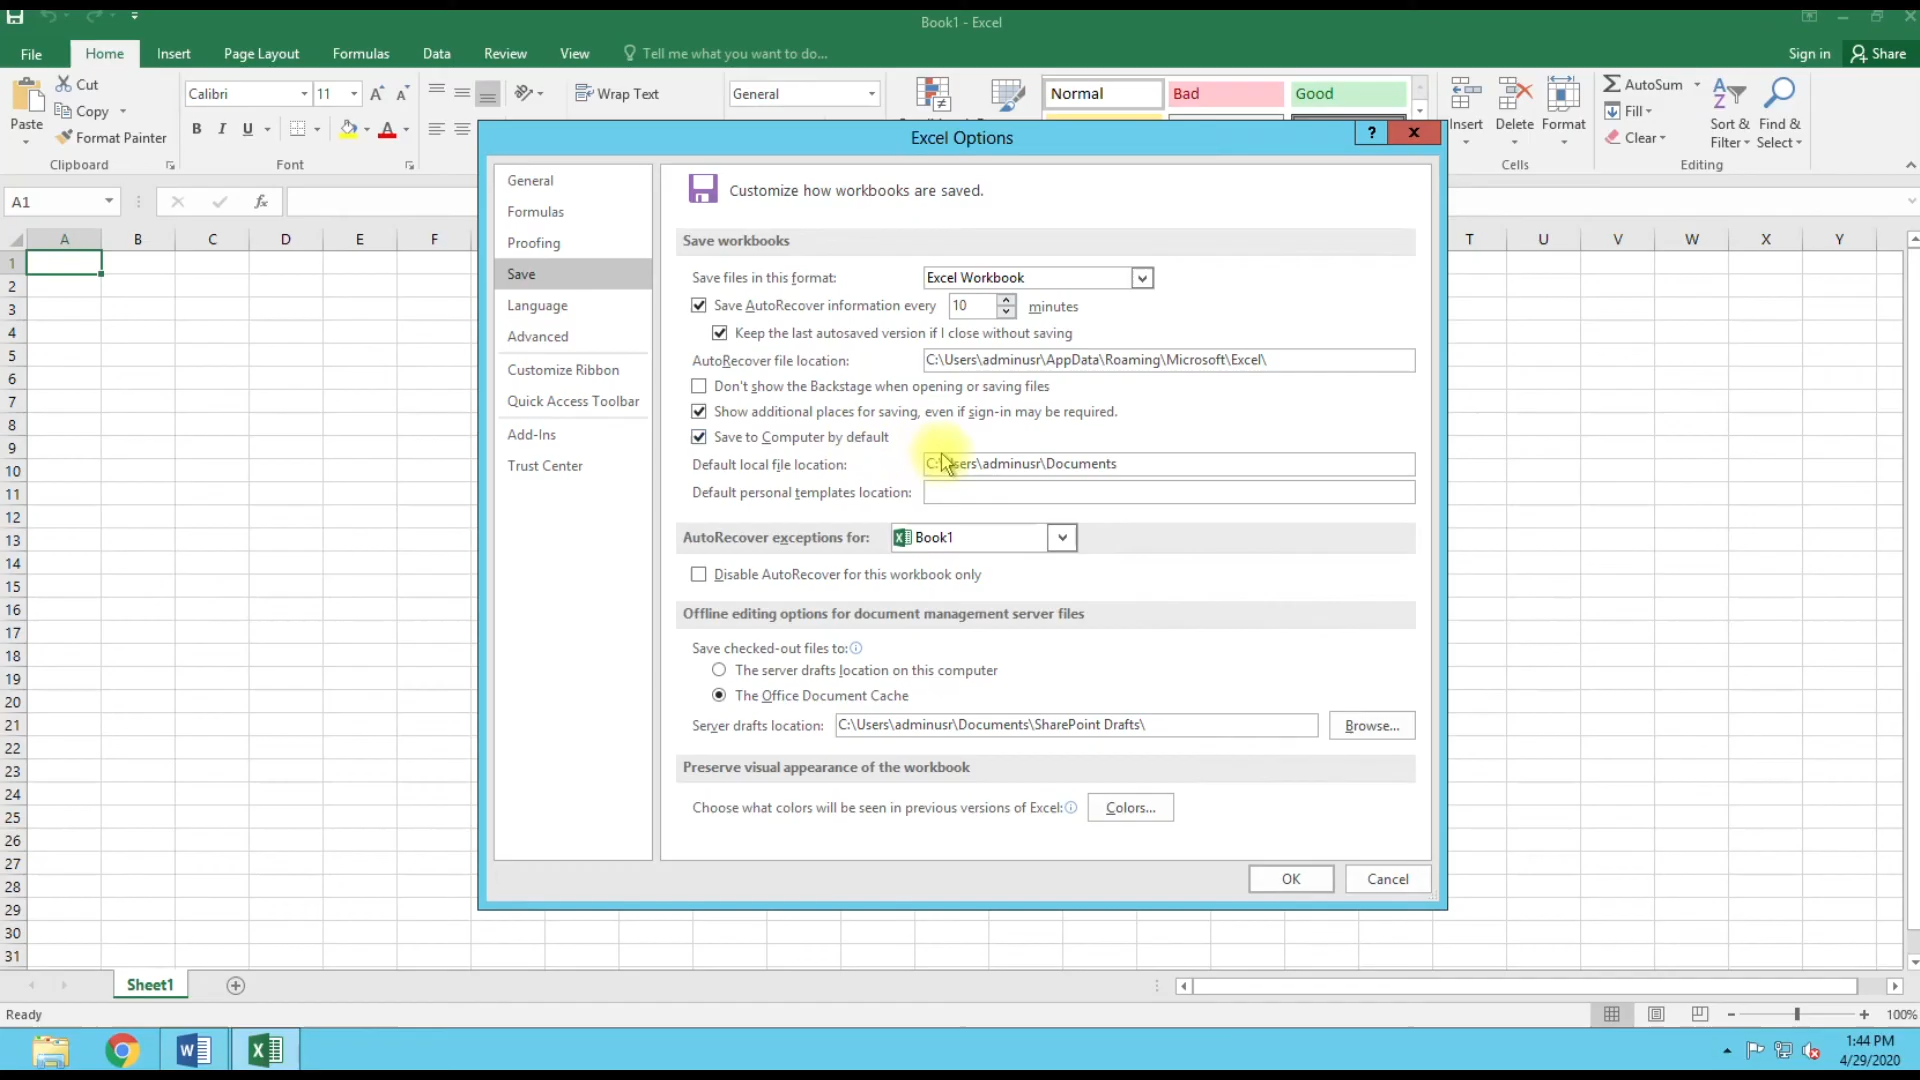 Book1 - Excel
File Home Insert Page Layout Formulas Data Review View Tell me what you want to do... Sign in Share
Cut
Copy
Format Painter
Paste
Clipboard
Calibri 11 A A
B I U A
Font
Wrap Text
General
Normal Bad Good
Insert Delete Format
Cells
AutoSum
Fill
Clear
Sort & Filter
Find & Select
Editing
A1 fx
A B C D E F T U V W X Y
1
2
3
4
5
6
7
8
9
10
11
12
13
14
15
16
17
18
19
20
21
22
23
24
25
26
27
28
29
30
31
Excel Options ?
General
Formulas
Proofing
Save
Language
Advanced
Customize Ribbon
Quick Access Toolbar
Add-Ins
Trust Center
Customize how workbooks are saved.
Save workbooks
Save files in this format: Excel Workbook
Save AutoRecover information every 10 minutes
Keep the last autosaved version if I close without saving
AutoRecover file location: C:\Users\adminusr\AppData\Roaming\Microsoft\Excel\
Don't show the Backstage when opening or saving files
Show additional places for saving, even if sign-in may be required.
Save to Computer by default
Default local file location: C:\Users\adminusr\Documents
Default personal templates location:
AutoRecover exceptions for: Book1
Disable AutoRecover for this workbook only
Offline editing options for document management server files
Save checked-out files to:
The server drafts location on this computer
The Office Document Cache
Server drafts location: C:\Users\adminusr\Documents\SharePoint Drafts\ Browse...
Preserve visual appearance of the workbook
Choose what colors will be seen in previous versions of Excel: Colors...
OK Cancel
Sheet1
Ready 100%
1:44 PM
4/29/2020